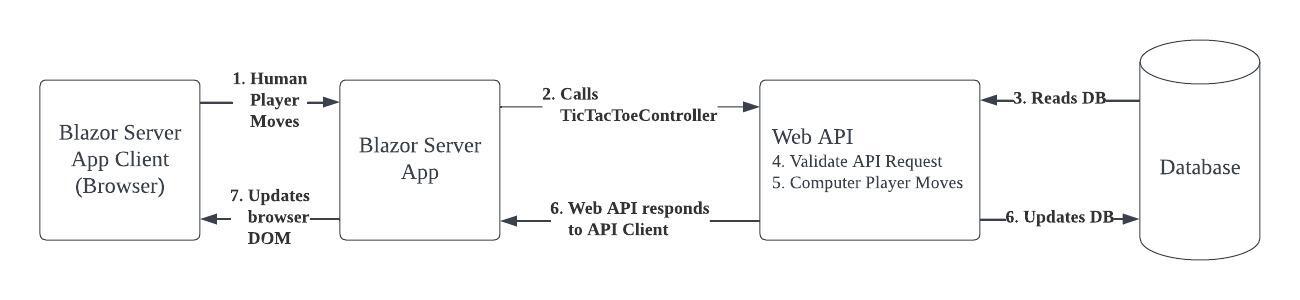 Blazor Server
App Client
(Browser)
1. Human
Player
Moves
7. Updates
browser
DOM
Blazor Server
App
2. Calls
TicTacToeController
6. Web API responds
to API Client
Web API
4. Validate API Request
5. Computer Player Moves
3. Reads DB
6. Updates DB
Database